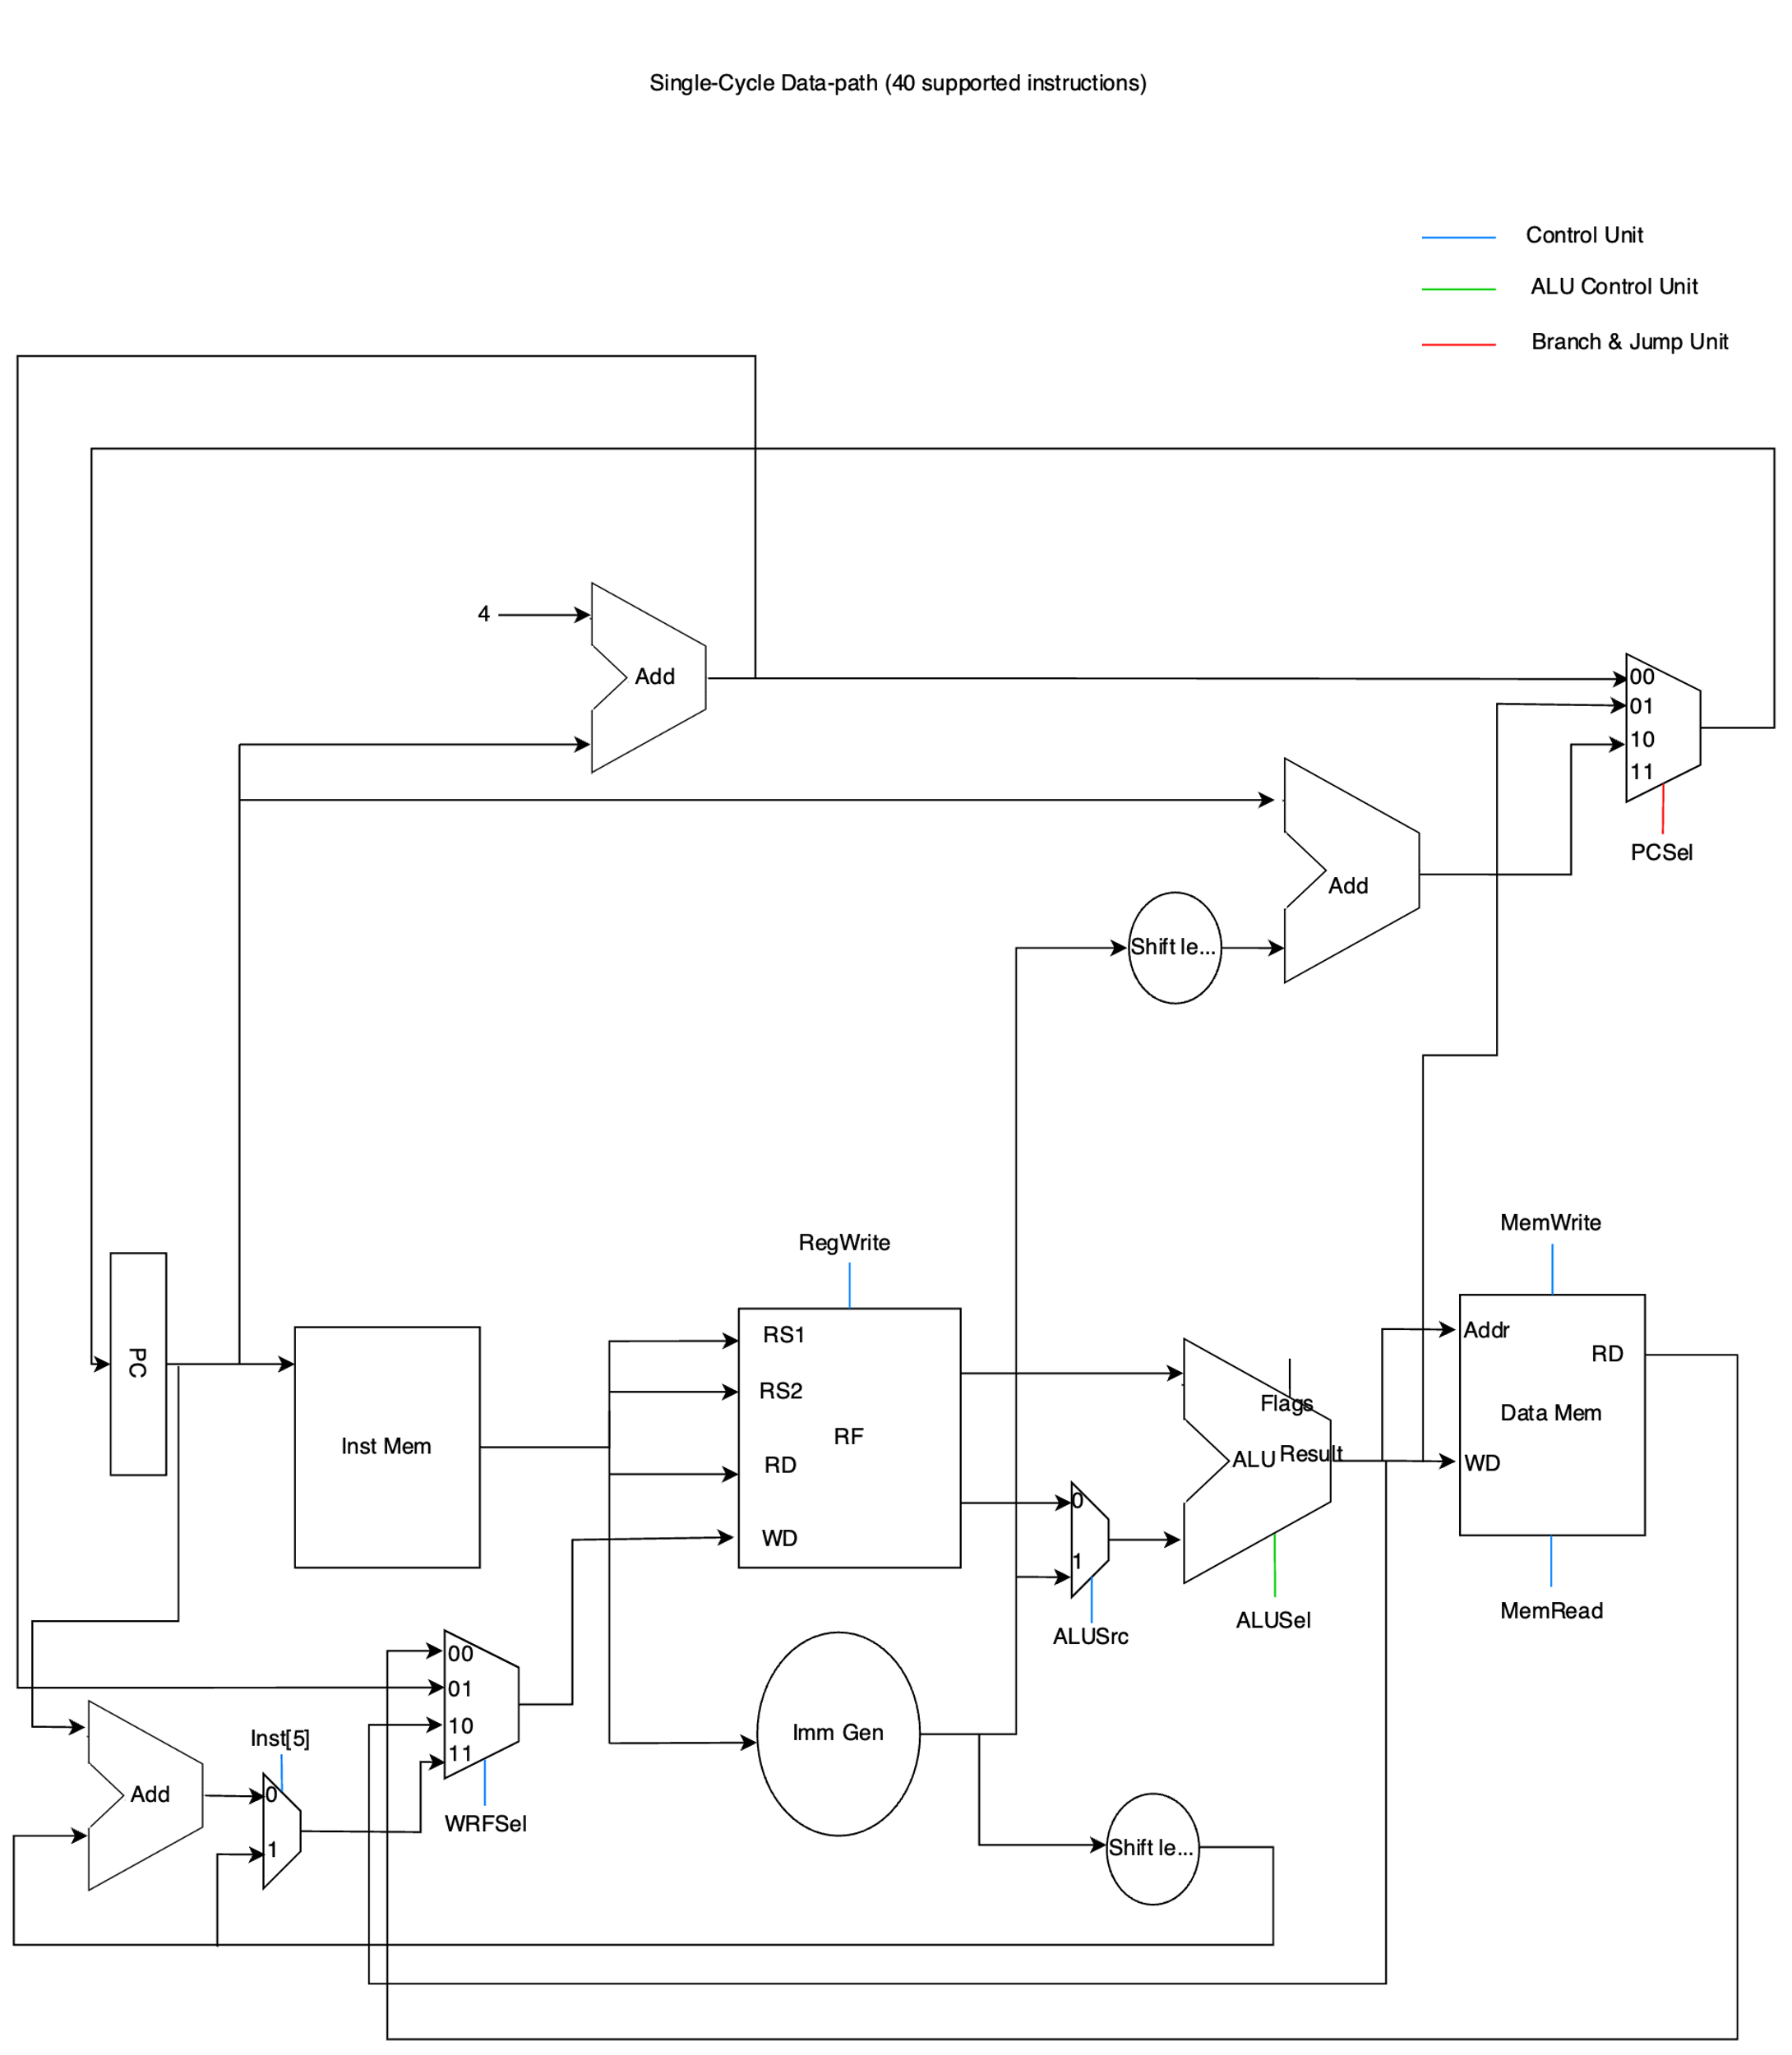 Single-Cycle Data-path (40 supported instructions)
Control Unit
ALU Control Unit
Branch & Jump Unit
4
Add
00
01
10
11
PCSel
Add
Shift le...
MemWrite
RegWrite
PC
Inst Mem
RS1
RS2
RF
RD
WD
Flags
ALU
Result
Addr
RD
Data Mem
WD
0
1
ALUSrc
ALUSel
MemRead
00
01
10
11
WRFSel
Inst[5]
Add
0
1
Imm Gen
Shift le...